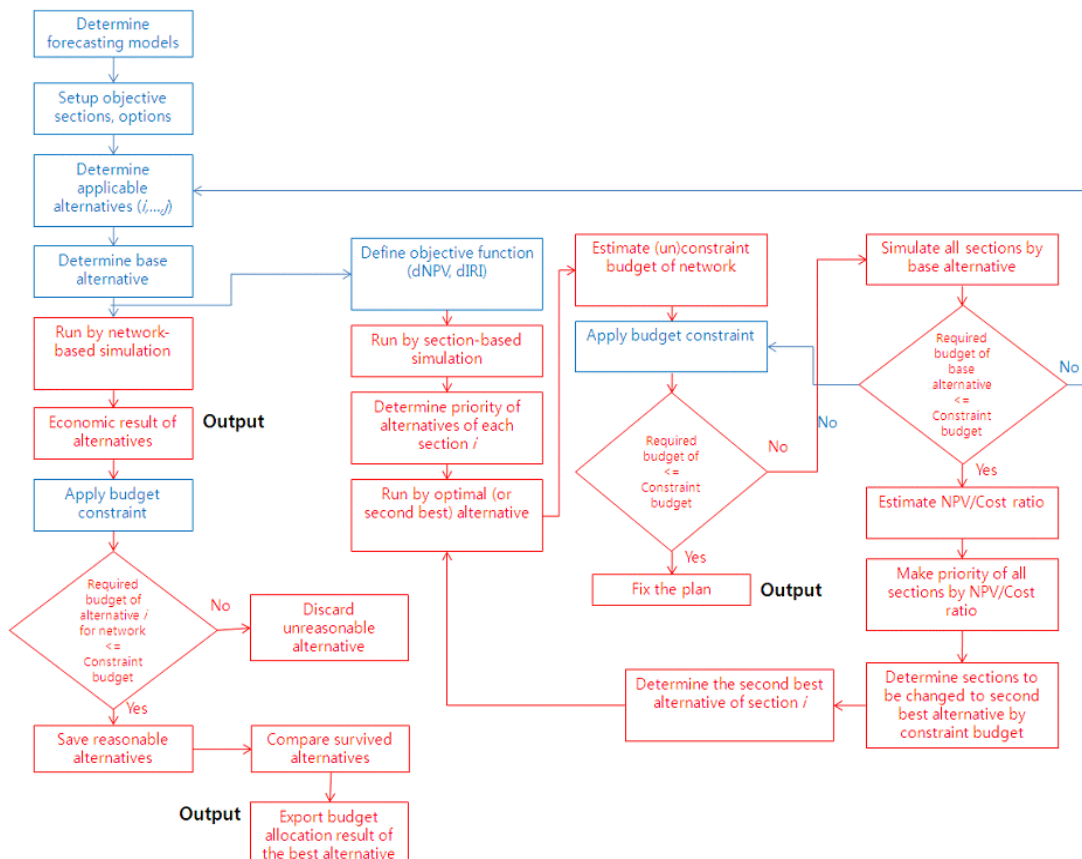 Determine
forecasting models
Setup objective
sections, options
Determine
applicable
alternatives (i,...,j)
Determine base
alternative
Run by network-
based simulation
Economic result of
alternatives
Output
Apply budget
constraint
Required
budget of
alternative i
for network
<=
Constraint
budget
No
Discard
unreasonable
alternative
Yes
Save reasonable
alternatives
Compare survived
alternatives
Output
Export budget
allocation result of
the best alternative
Define objective function
(dNPV, dIRI)
Run by section-based
simulation
Determine priority of
alternatives of each
section i
Run by optimal (or
second best) alternative
Estimate (un)constraint
budget of network
Apply budget constraint
Required
budget of
<=
Constraint
budget
No
Yes
Fix the plan
Output
Simulate all sections by
base alternative
Required
budget of
base
alternative
<=
Constraint
budget
No
No
Yes
Estimate NPV/Cost ratio
Make priority of all
sections by NPV/Cost
ratio
Determine sections to
be changed to second
best alternative by
constraint budget
Determine the second best
alternative of section i